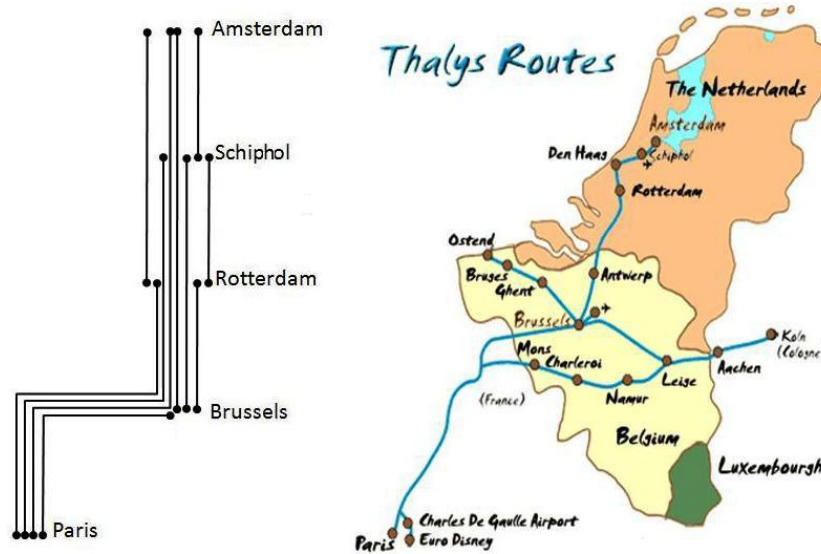 Amsterdam
Schiphol
Rotterdam
Brussels
Paris
Thalys Routes
The Netherlands
Amsterdam
Schiphol
Den Haag
Rotterdam
Ostend
Bruges
Ghent
Antwerp
Brussels
Mons
Charleroi
Namur
Leige
Aachen
Koln
(Cologne
(France)
Belgium
Luxembourgh
Charles De Gaulle Airport
Paris
Euro Disney